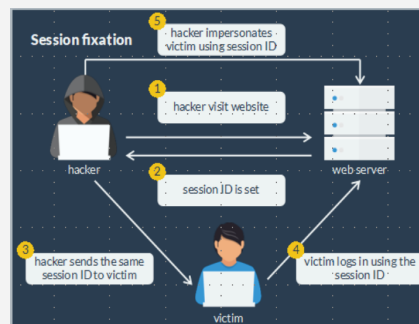 Session fixation
5
hacker impersonates
victim using session ID
1
hacker visit website
hacker
web server
2
session ID is set
3
hacker sends the same
session ID to victim
4
victim logs in using the
session ID
victim